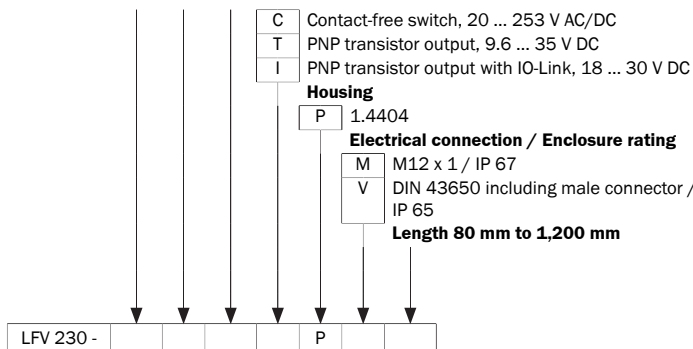 C Contact-free switch, 20 ... 253 V AC/DC
T PNP transistor output, 9.6 ... 35 V DC
I PNP transistor output with IO-Link, 18 ... 30 V DC
Housing
P 1.4404
Electrical connection / Enclosure rating
M M12 x 1 / IP 67
V DIN 43650 including male connector /
IP 65
Length 80 mm to 1,200 mm
LFV 230 - P